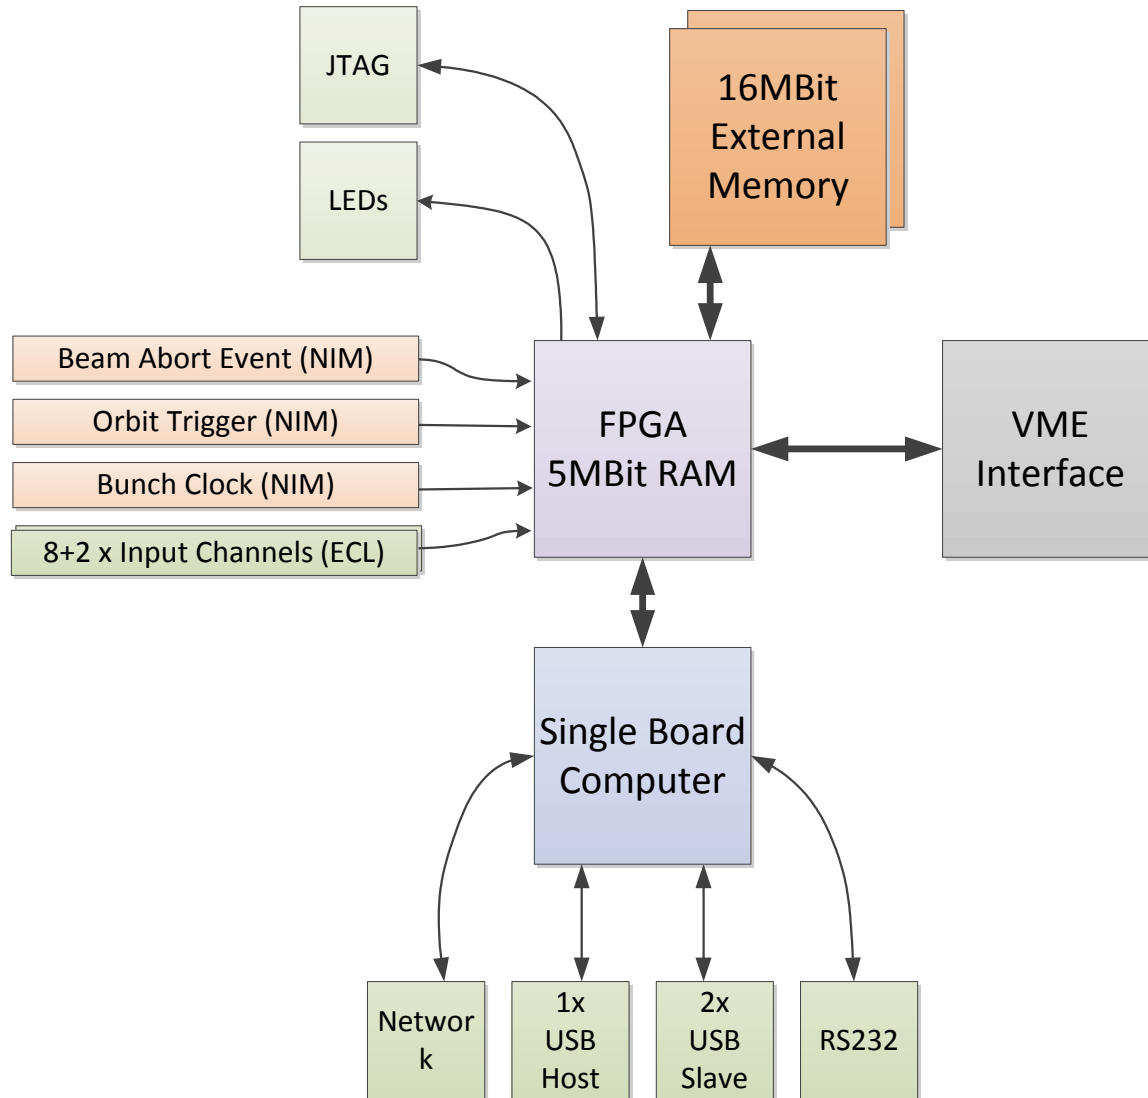 JTAG
16MBit
External
Memory
LEDs
Beam Abort Event (NIM)
Orbit Trigger (NIM)
Bunch Clock (NIM)
8+2 x Input Channels (ECL)
FPGA
5MBit RAM
VME
Interface
Single Board
Computer
Networ
k
1x
USB
Host
2x
USB
Slave
RS232